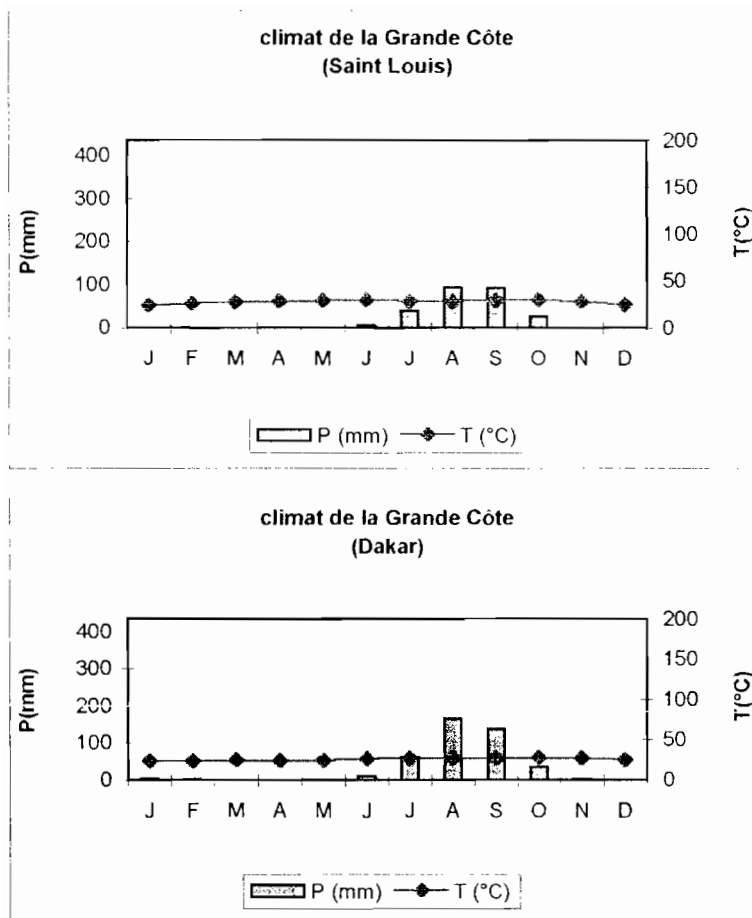 climat de la Grande Côte
(Saint Louis)
P(mm)
400
300
200
100
0
200
150
100
50
0
T(°C)
J F M A M J J A S O N D
P (mm) T (°C)
climat de la Grande Côte
(Dakar)
P(mm)
400
300
200
100
0
200
150
100
50
0
T(°C)
J F M A M J J A S O N D
P (mm) T (°C)